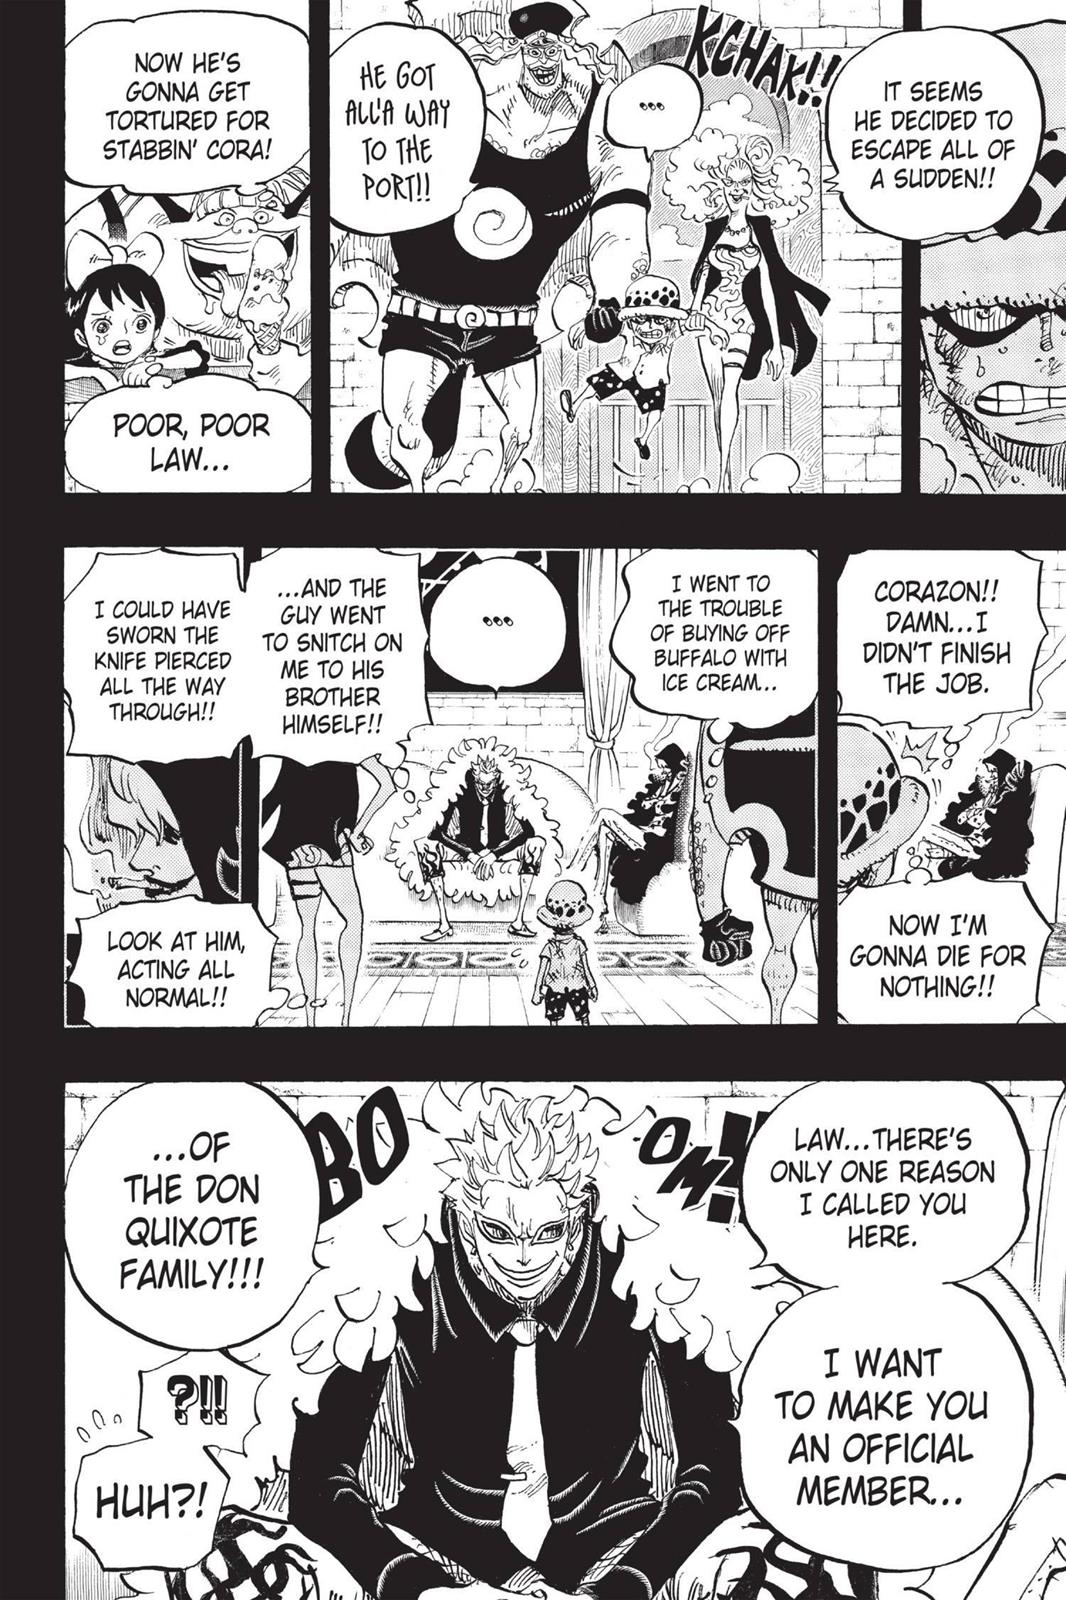 IT SEEMS
HE DECIDED TO
ESCAPE ALL OF
A SUDDEN!!
KCHAK!!
...
HE GOT
ALL'A WAY
TO THE
PORT!!
NOW HE'S
GONNA GET
TORTURED FOR
STABBIN' CORA!
POOR, POOR
LAW...
CORAZON!!
DAMN...I
DIDN'T FINISH
THE JOB.
NOW I'M
GONNA DIE FOR
NOTHING!!
I WENT TO
THE TROUBLE
OF BUYING OFF
BUFFALO WITH
ICE CREAM...
...
...AND THE
GUY WENT
TO SNITCH ON
ME TO HIS
BROTHER
HIMSELF!!
I COULD HAVE
SWORN THE
KNIFE PIERCED
ALL THE WAY
THROUGH!!
LOOK AT HIM,
ACTING ALL
NORMAL!!
LAW...THERE'S
ONLY ONE REASON
I CALLED YOU
HERE.
I WANT
TO MAKE YOU
AN OFFICIAL
MEMBER...
BOOM!!
...OF
THE DON
QUIXOTE
FAMILY!!!
?!!
HUH?!